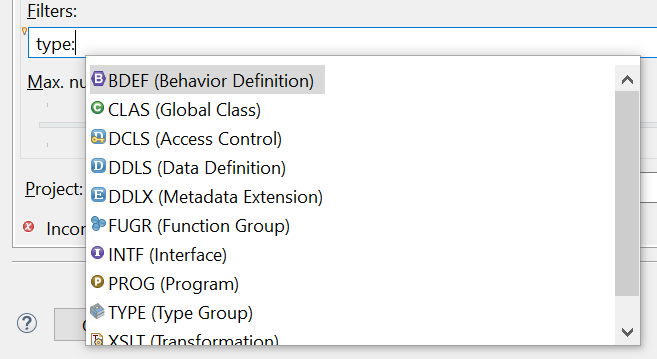 Filters:
type:
Max. nu
BDEF (Behavior Definition)
CLAS (Global Class)
DCLS (Access Control)
DDLS (Data Definition)
DDLX (Metadata Extension)
FUGR (Function Group)
INTF (Interface)
PROG (Program)
TYPE (Type Group)
XSLT (Transformation)
Project:
Incor